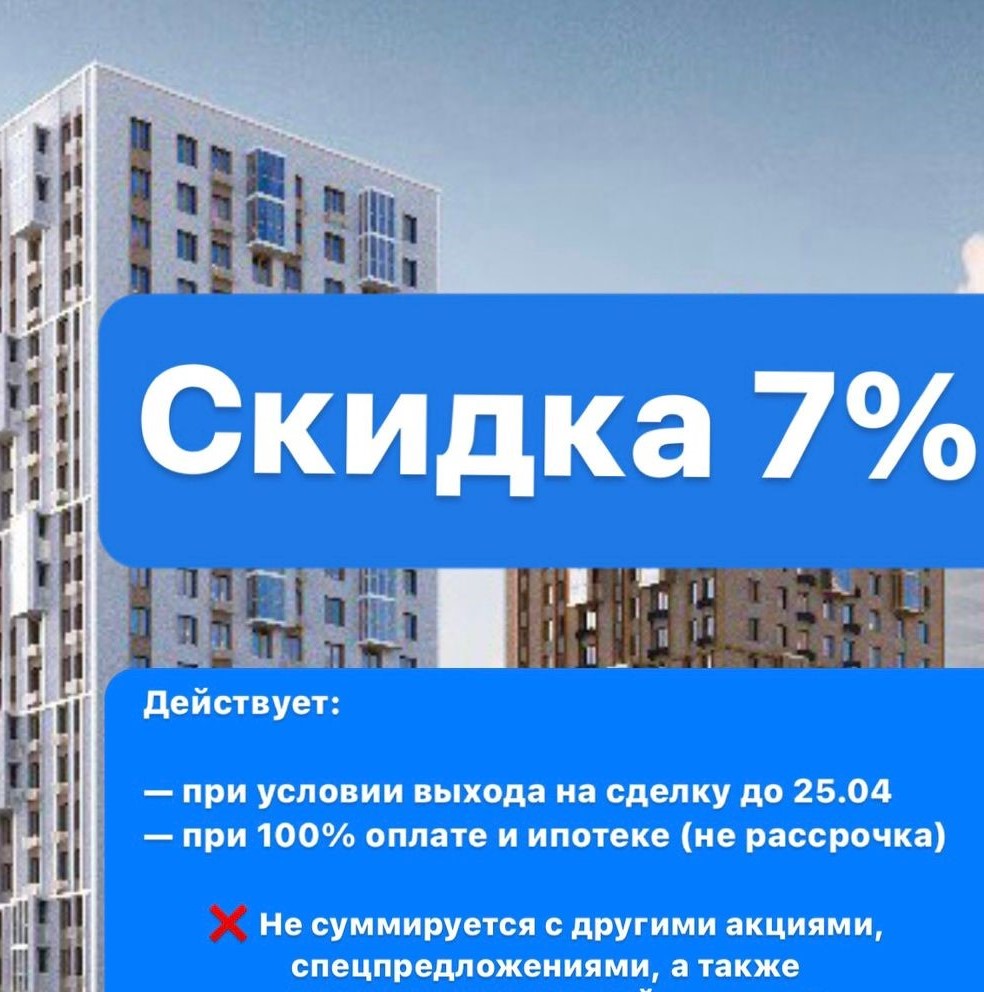 Скидка 7%
Действует:
— при условии выхода на сделку до 25.04
— при 100% оплате и ипотеке (не рассрочка)
❌ Не суммируется с другими акциями,
спецпредложениями, а также